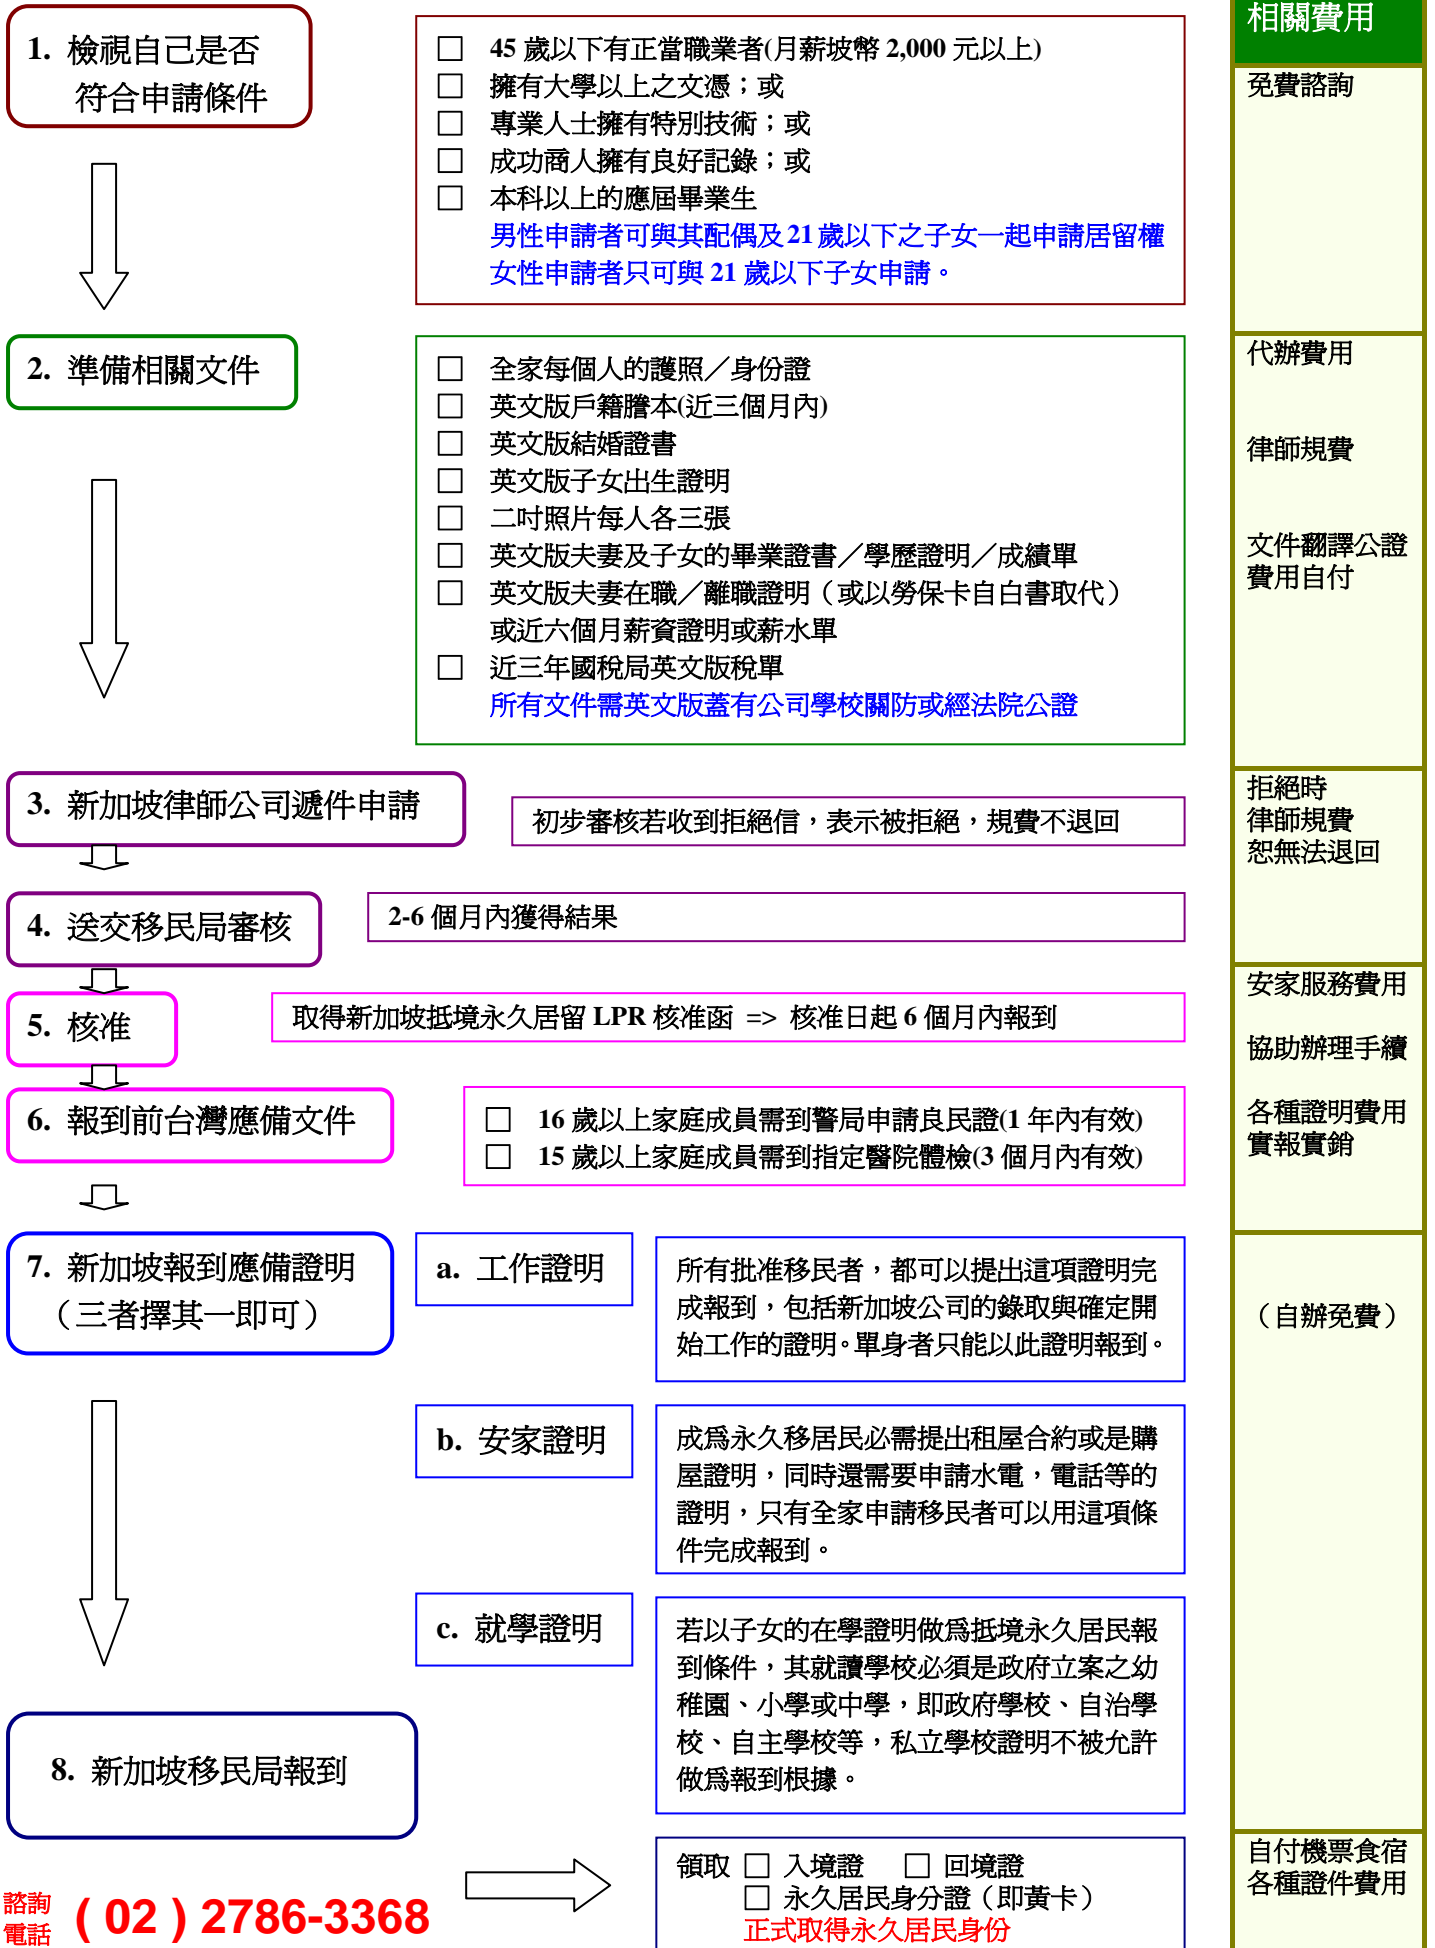 相關費用
1. 檢視自己是否
符合申請條件
□ 45 歲以下有正當職業者(月薪坡幣 2,000 元以上)
□ 擁有大學以上之文憑；或
□ 專業人士擁有特別技術；或
□ 成功商人擁有良好記錄；或
□ 本科以上的應屆畢業生
男性申請者可與其配偶及 21 歲以下之子女一起申請居留權
女性申請者只可與 21 歲以下子女申請。
免費諮詢
2. 準備相關文件
□ 全家每個人的護照／身份證
□ 英文版戶籍謄本(近三個月內)
□ 英文版結婚證書
□ 英文版子女出生證明
□ 二吋照片每人各三張
□ 英文版夫妻及子女的畢業證書／學歷證明／成績單
□ 英文版夫妻在職／離職證明（或以勞保卡自白書取代）
或近六個月薪資證明或薪水單
□ 近三年國稅局英文版稅單
所有文件需英文版蓋有公司學校關防或經法院公證
代辦費用
律師規費
文件翻譯公證
費用自付
3. 新加坡律師公司遞件申請
初步審核若收到拒絕信，表示被拒絕，規費不退回
拒絕時
律師規費
恕無法退回
4. 送交移民局審核
2-6 個月內獲得結果
5. 核准
取得新加坡抵境永久居留 LPR 核准函 => 核准日起 6 個月內報到
安家服務費用
協助辦理手續
各種證明費用
實報實銷
6. 報到前台灣應備文件
□ 16 歲以上家庭成員需到警局申請良民證(1 年內有效)
□ 15 歲以上家庭成員需到指定醫院體檢(3 個月內有效)
7. 新加坡報到應備證明
（三者擇其一即可）
a. 工作證明
所有批准移民者，都可以提出這項證明完
成報到，包括新加坡公司的錄取與確定開
始工作的證明。單身者只能以此證明報到。
（自辦免費）
b. 安家證明
成爲永久移居民必需提出租屋合約或是購
屋證明，同時還需要申請水電，電話等的
證明，只有全家申請移民者可以用這項條
件完成報到。
c. 就學證明
若以子女的在學證明做爲抵境永久居民報
到條件，其就讀學校必須是政府立案之幼
稚園、小學或中學，即政府學校、自治學
校、自主學校等，私立學校證明不被允許
做爲報到根據。
8. 新加坡移民局報到
領取 □ 入境證 □ 回境證
□ 永久居民身分證（即黃卡）
正式取得永久居民身份
自付機票食宿
各種證件費用
諮詢
電話 ( 02 ) 2786-3368